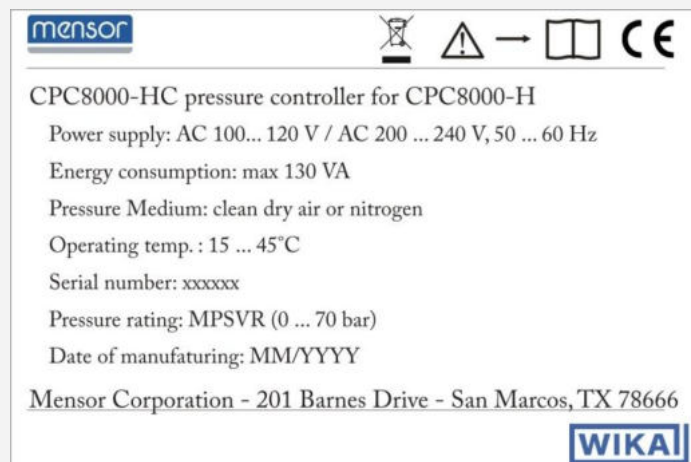 mensor
CE
CPC8000-HC pressure controller for CPC8000-H
Power supply: AC 100... 120 V / AC 200 ... 240 V, 50 ... 60 Hz
Energy consumption: max 130 VA
Pressure Medium: clean dry air or nitrogen
Operating temp. : 15 ... 45°C
Serial number: xxxxxx
Pressure rating: MPSVR (0 ... 70 bar)
Date of manufaturing: MM/YYYY
Mensor Corporation - 201 Barnes Drive - San Marcos, TX 78666
WIKA